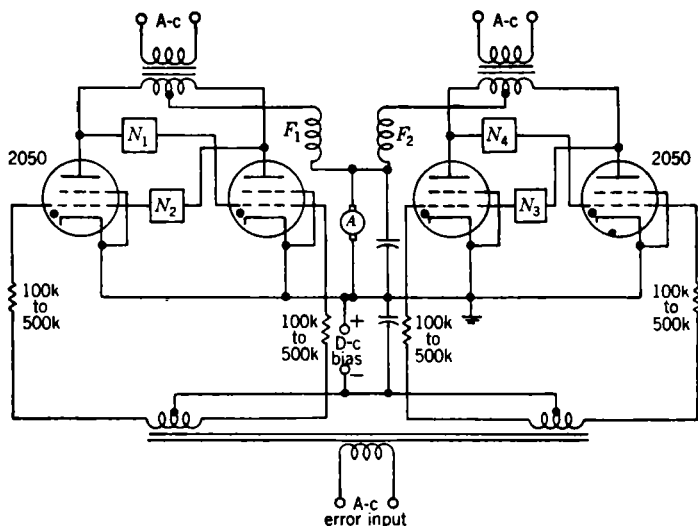 A-c
A-c
F₁
F₂
N₁
N₄
2050
2050
N₂
N₃
A
100k
to
500k
100k
to
500k
+
D-c
bias
−
100k
to
500k
100k
to
500k
A-c
error input